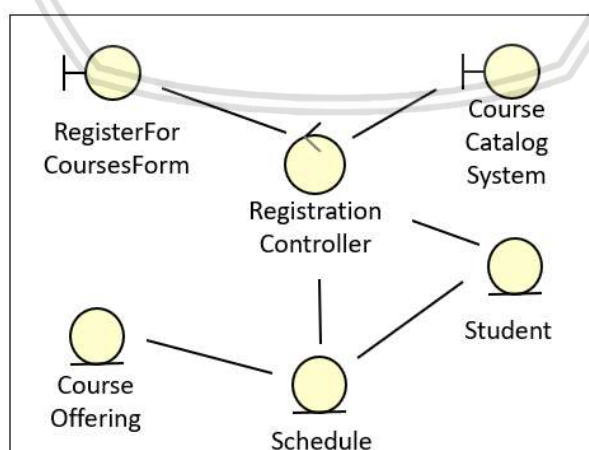 RegisterFor
CoursesForm
Course
Catalog
System
Registration
Controller
Student
Course
Offering
Schedule